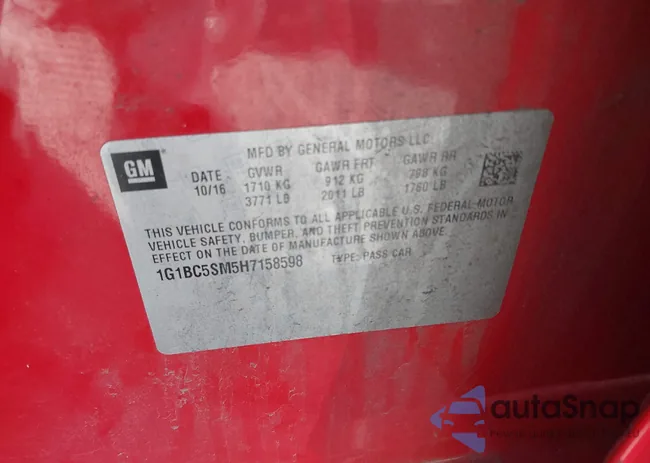 MFD BY GENERAL MOTORS LLC
GM
DATE GVWR GAWR FRT GAWR RR
10/16 1710 KG 912 KG 798 KG
3771 LB 2011 LB 1760 LB
THIS VEHICLE CONFORMS TO ALL APPLICABLE U.S. FEDERAL MOTOR
VEHICLE SAFETY, BUMPER, AND THEFT PREVENTION STANDARDS IN
EFFECT ON THE DATE OF MANUFACTURE SHOWN ABOVE.
1G1BC5SM5H7158598 TYPE: PASS CAR
autaSnap